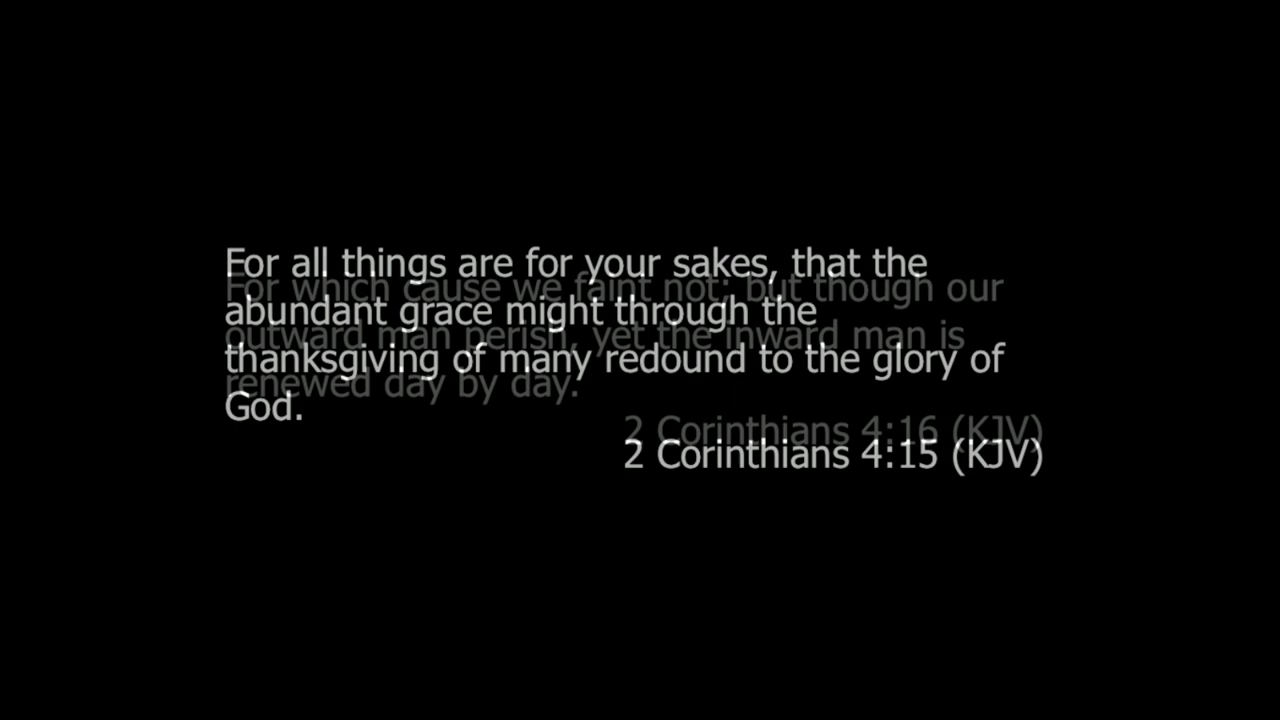 For all things are for your sakes, that the
abundant grace might through the
thanksgiving of many redound to the glory of
God.
2 Corinthians 4:15 (KJV)
For which cause we faint not; but though our
outward man perish, yet the inward man is
renewed day by day.
2 Corinthians 4:16 (KJV)